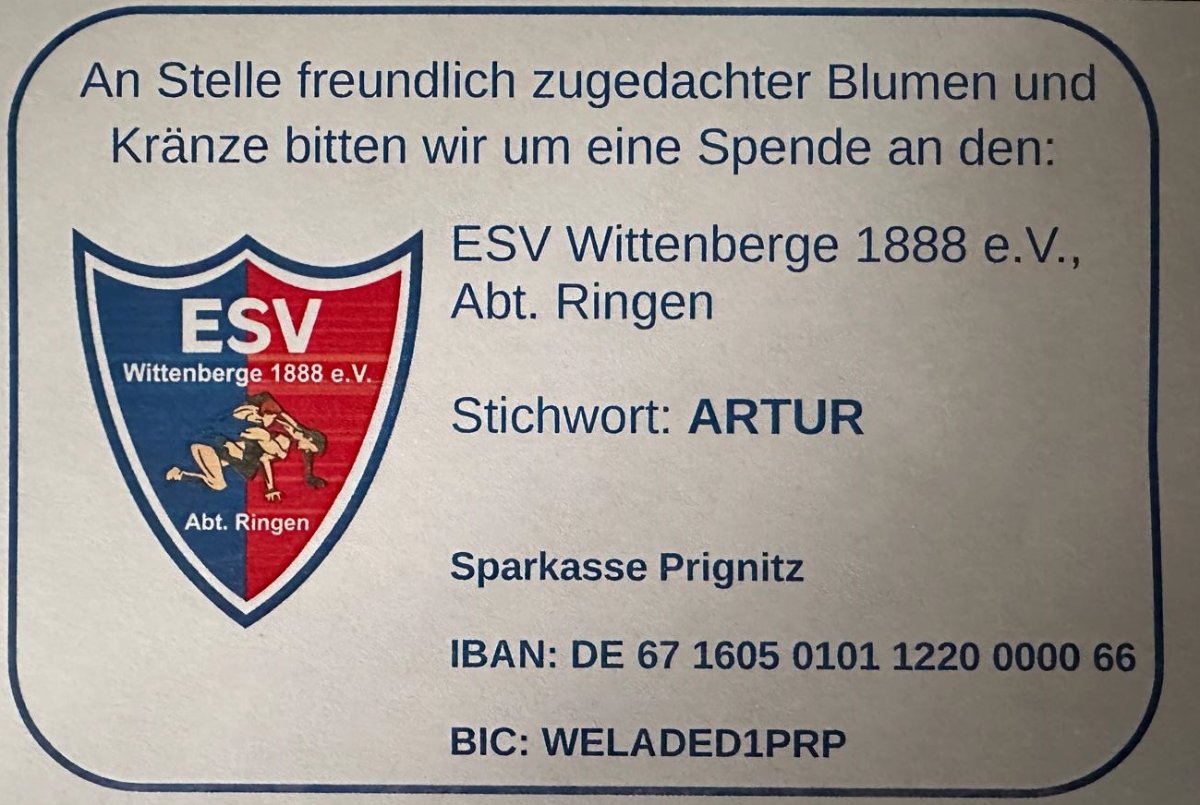 An Stelle freundlich zugedachter Blumen und
Kränze bitten wir um eine Spende an den:
ESV Wittenberge 1888 e.V.,
Abt. Ringen
ESV
Wittenberge 1888 e.V.
Abt. Ringen
Stichwort: ARTUR
Sparkasse Prignitz
IBAN: DE 67 1605 0101 1220 0000 66
BIC: WELADED1PRP